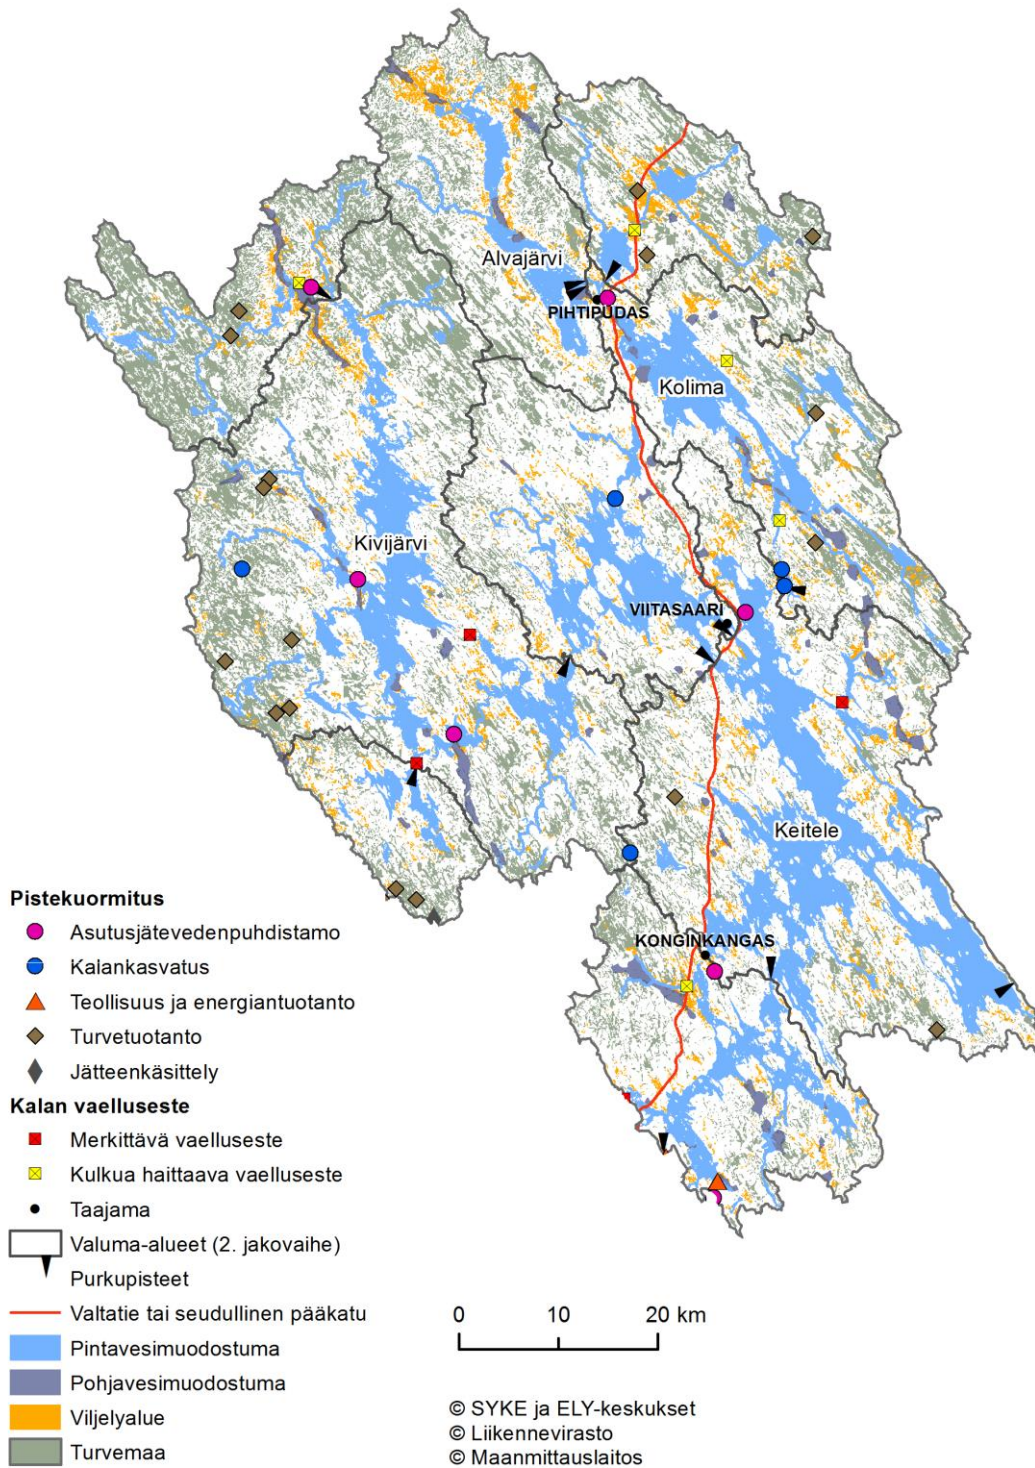 Alvajärvi
PIHTIPUDAS
Kolima
Kivijärvi
VIITASAARI
Keitele
KONGINKANGAS
Pistekuormitus
Asutusjätevedenpuhdistamo
Kalankasvatus
Teollisuus ja energiantuotanto
Turvetuotanto
Jätteenkäsittely
Kalan vaelluseste
Merkittävä vaelluseste
Kulkua haittaava vaelluseste
Taajama
Valuma-alueet (2. jakovaihe)
Purkupisteet
Valtatie tai seudullinen pääkatu
Pintavesimuodostuma
Pohjavesimuodostuma
Viljelyalue
Turvemaa
0 10 20 km
© SYKE ja ELY-keskukset
© Liikennevirasto
© Maanmittauslaitos